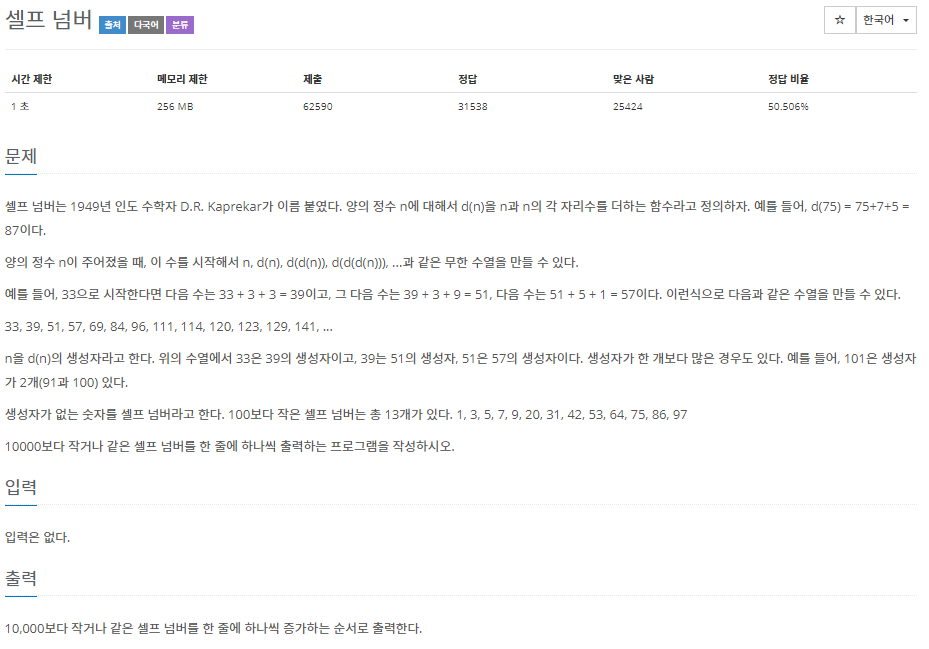 셀프 넘버 출처 다국어 분류 ☆ 한국어
시간 제한 메모리 제한 제출 정답 맞은 사람 정답 비율
1 초 256 MB 62590 31538 25424 50.506%
문제
셀프 넘버는 1949년 인도 수학자 D.R. Kaprekar가 이름 붙였다. 양의 정수 n에 대해서 d(n)을 n과 n의 각 자리수를 더하는 함수라고 정의하자. 예를 들어, d(75) = 75+7+5 =
87이다.
양의 정수 n이 주어졌을 때, 이 수를 시작해서 n, d(n), d(d(n)), d(d(d(n))), ...과 같은 무한 수열을 만들 수 있다.
예를 들어, 33으로 시작한다면 다음 수는 33 + 3 + 3 = 39이고, 그 다음 수는 39 + 3 + 9 = 51, 다음 수는 51 + 5 + 1 = 57이다. 이런식으로 다음과 같은 수열을 만들 수 있다.
33, 39, 51, 57, 69, 84, 96, 111, 114, 120, 123, 129, 141, ...
n을 d(n)의 생성자라고 한다. 위의 수열에서 33은 39의 생성자이고, 39는 51의 생성자, 51은 57의 생성자이다. 생성자가 한 개보다 많은 경우도 있다. 예를 들어, 101은 생성자
가 2개(91과 100) 있다.
생성자가 없는 숫자를 셀프 넘버라고 한다. 100보다 작은 셀프 넘버는 총 13개가 있다. 1, 3, 5, 7, 9, 20, 31, 42, 53, 64, 75, 86, 97
10000보다 작거나 같은 셀프 넘버를 한 줄에 하나씩 출력하는 프로그램을 작성하시오.
입력
입력은 없다.
출력
10,000보다 작거나 같은 셀프 넘버를 한 줄에 하나씩 증가하는 순서로 출력한다.